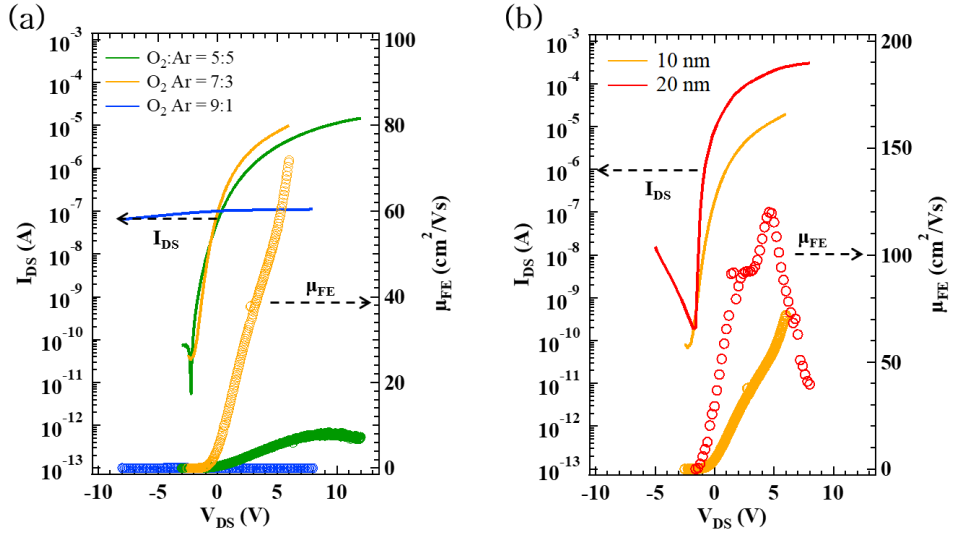 (a)
10⁻³
10⁻⁴
10⁻⁵
10⁻⁶
10⁻⁷
10⁻⁸
10⁻⁹
10⁻¹⁰
10⁻¹¹
10⁻¹²
10⁻¹³
I_DS (A)
O₂:Ar = 5:5
O₂ Ar = 7:3
O₂ Ar = 9:1
I_DS
μ_FE
100
80
60
40
20
0
μ_FE (cm²/Vs)
-10 -5 0 5 10
V_DS (V)
(b)
10⁻³
10⁻⁴
10⁻⁵
10⁻⁶
10⁻⁷
10⁻⁸
10⁻⁹
10⁻¹⁰
10⁻¹¹
10⁻¹²
10⁻¹³
I_DS (A)
10 nm
20 nm
I_DS
μ_FE
200
150
100
50
0
μ_FE (cm²/Vs)
-10 -5 0 5 10
V_DS (V)